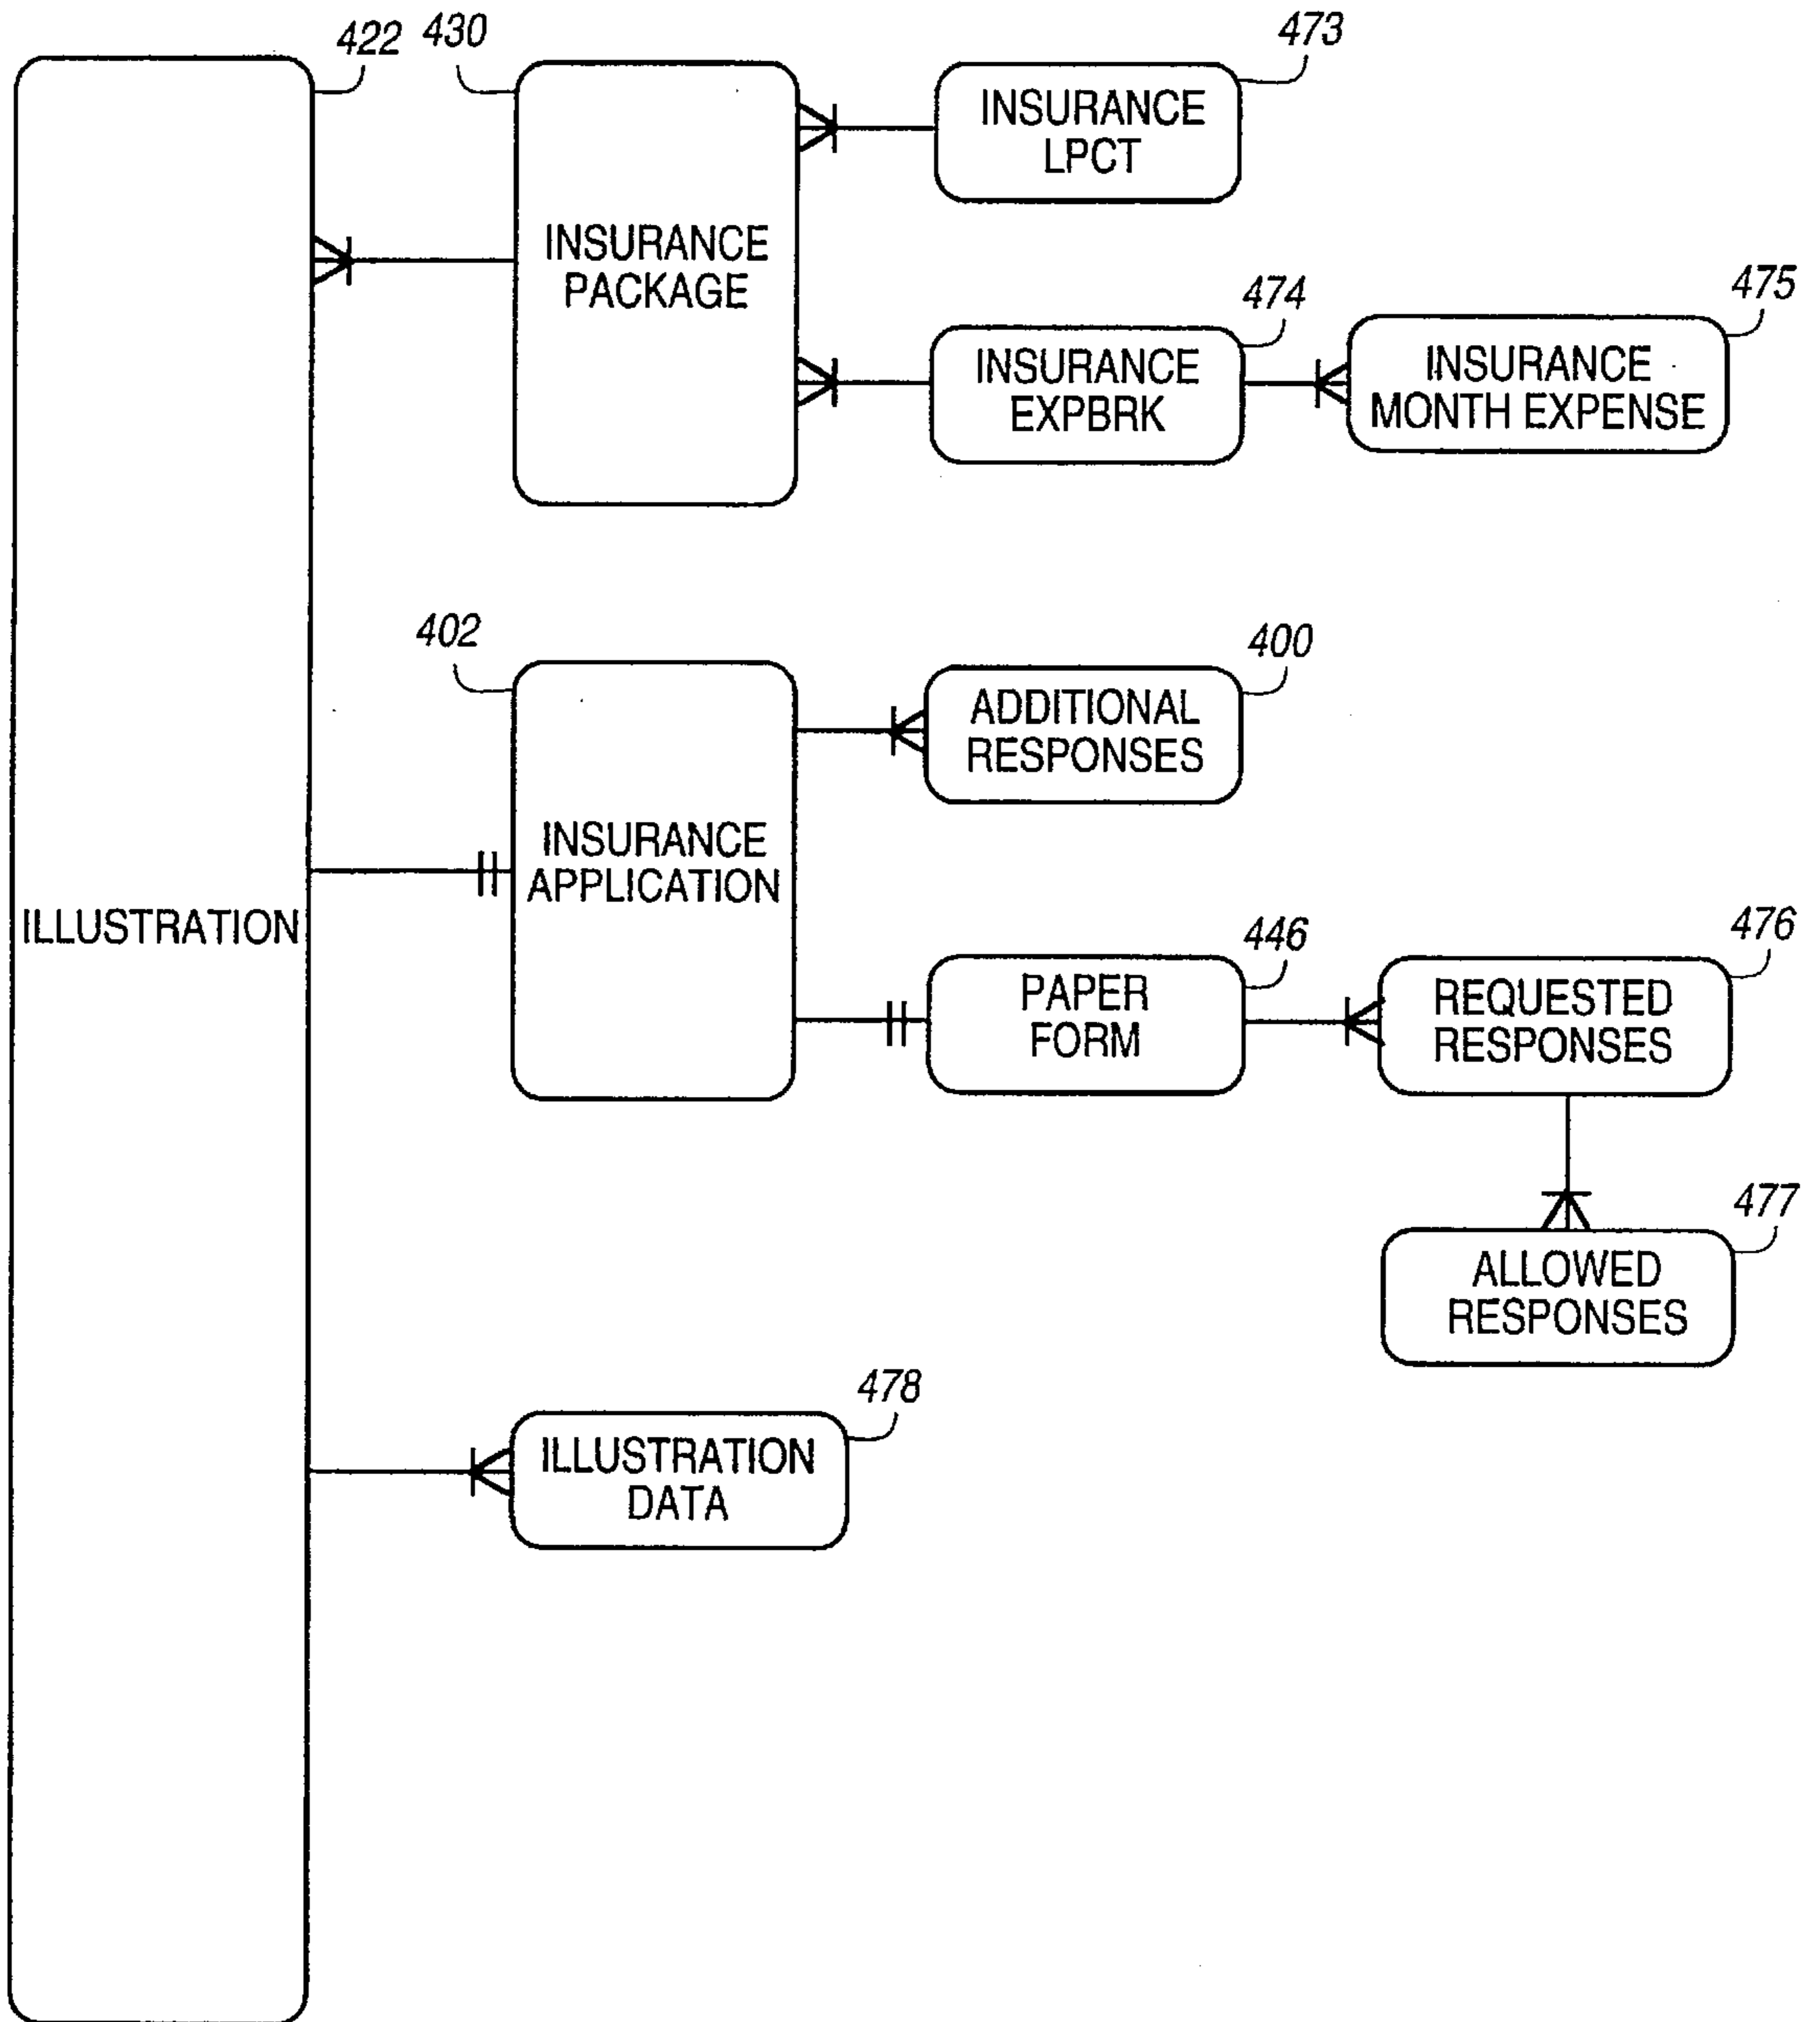 422
430
473
INSURANCE
LPCT
INSURANCE
PACKAGE
474
INSURANCE
EXPBRK
475
INSURANCE
MONTH EXPENSE
402
400
ADDITIONAL
RESPONSES
INSURANCE
APPLICATION
ILLUSTRATION
446
PAPER
FORM
476
REQUESTED
RESPONSES
477
ALLOWED
RESPONSES
478
ILLUSTRATION
DATA